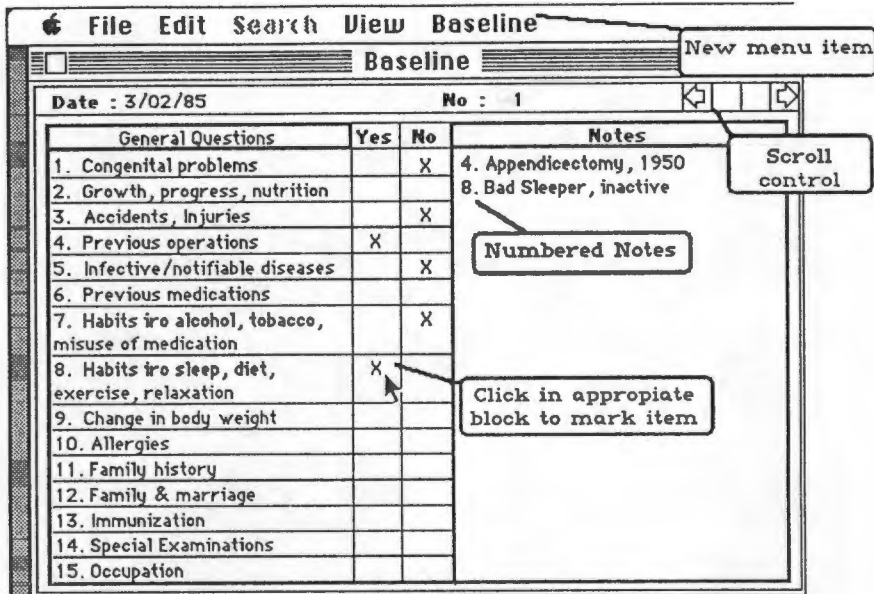 File Edit Search View Baseline
New menu item
Baseline
Date : 3/02/85 No : 1
Scroll
control
General Questions Yes No Notes
1. Congenital problems X
2. Growth, progress, nutrition
3. Accidents, Injuries X
4. Previous operations X
5. Infective/notifiable diseases X
6. Previous medications
7. Habits iro alcohol, tobacco, X
misuse of medication
8. Habits iro sleep, diet, X
exercise, relaxation
9. Change in body weight
10. Allergies
11. Family history
12. Family & marriage
13. Immunization
14. Special Examinations
15. Occupation
4. Appendicectomy, 1950
8. Bad Sleeper, inactive
Numbered Notes
Click in appropiate
block to mark item